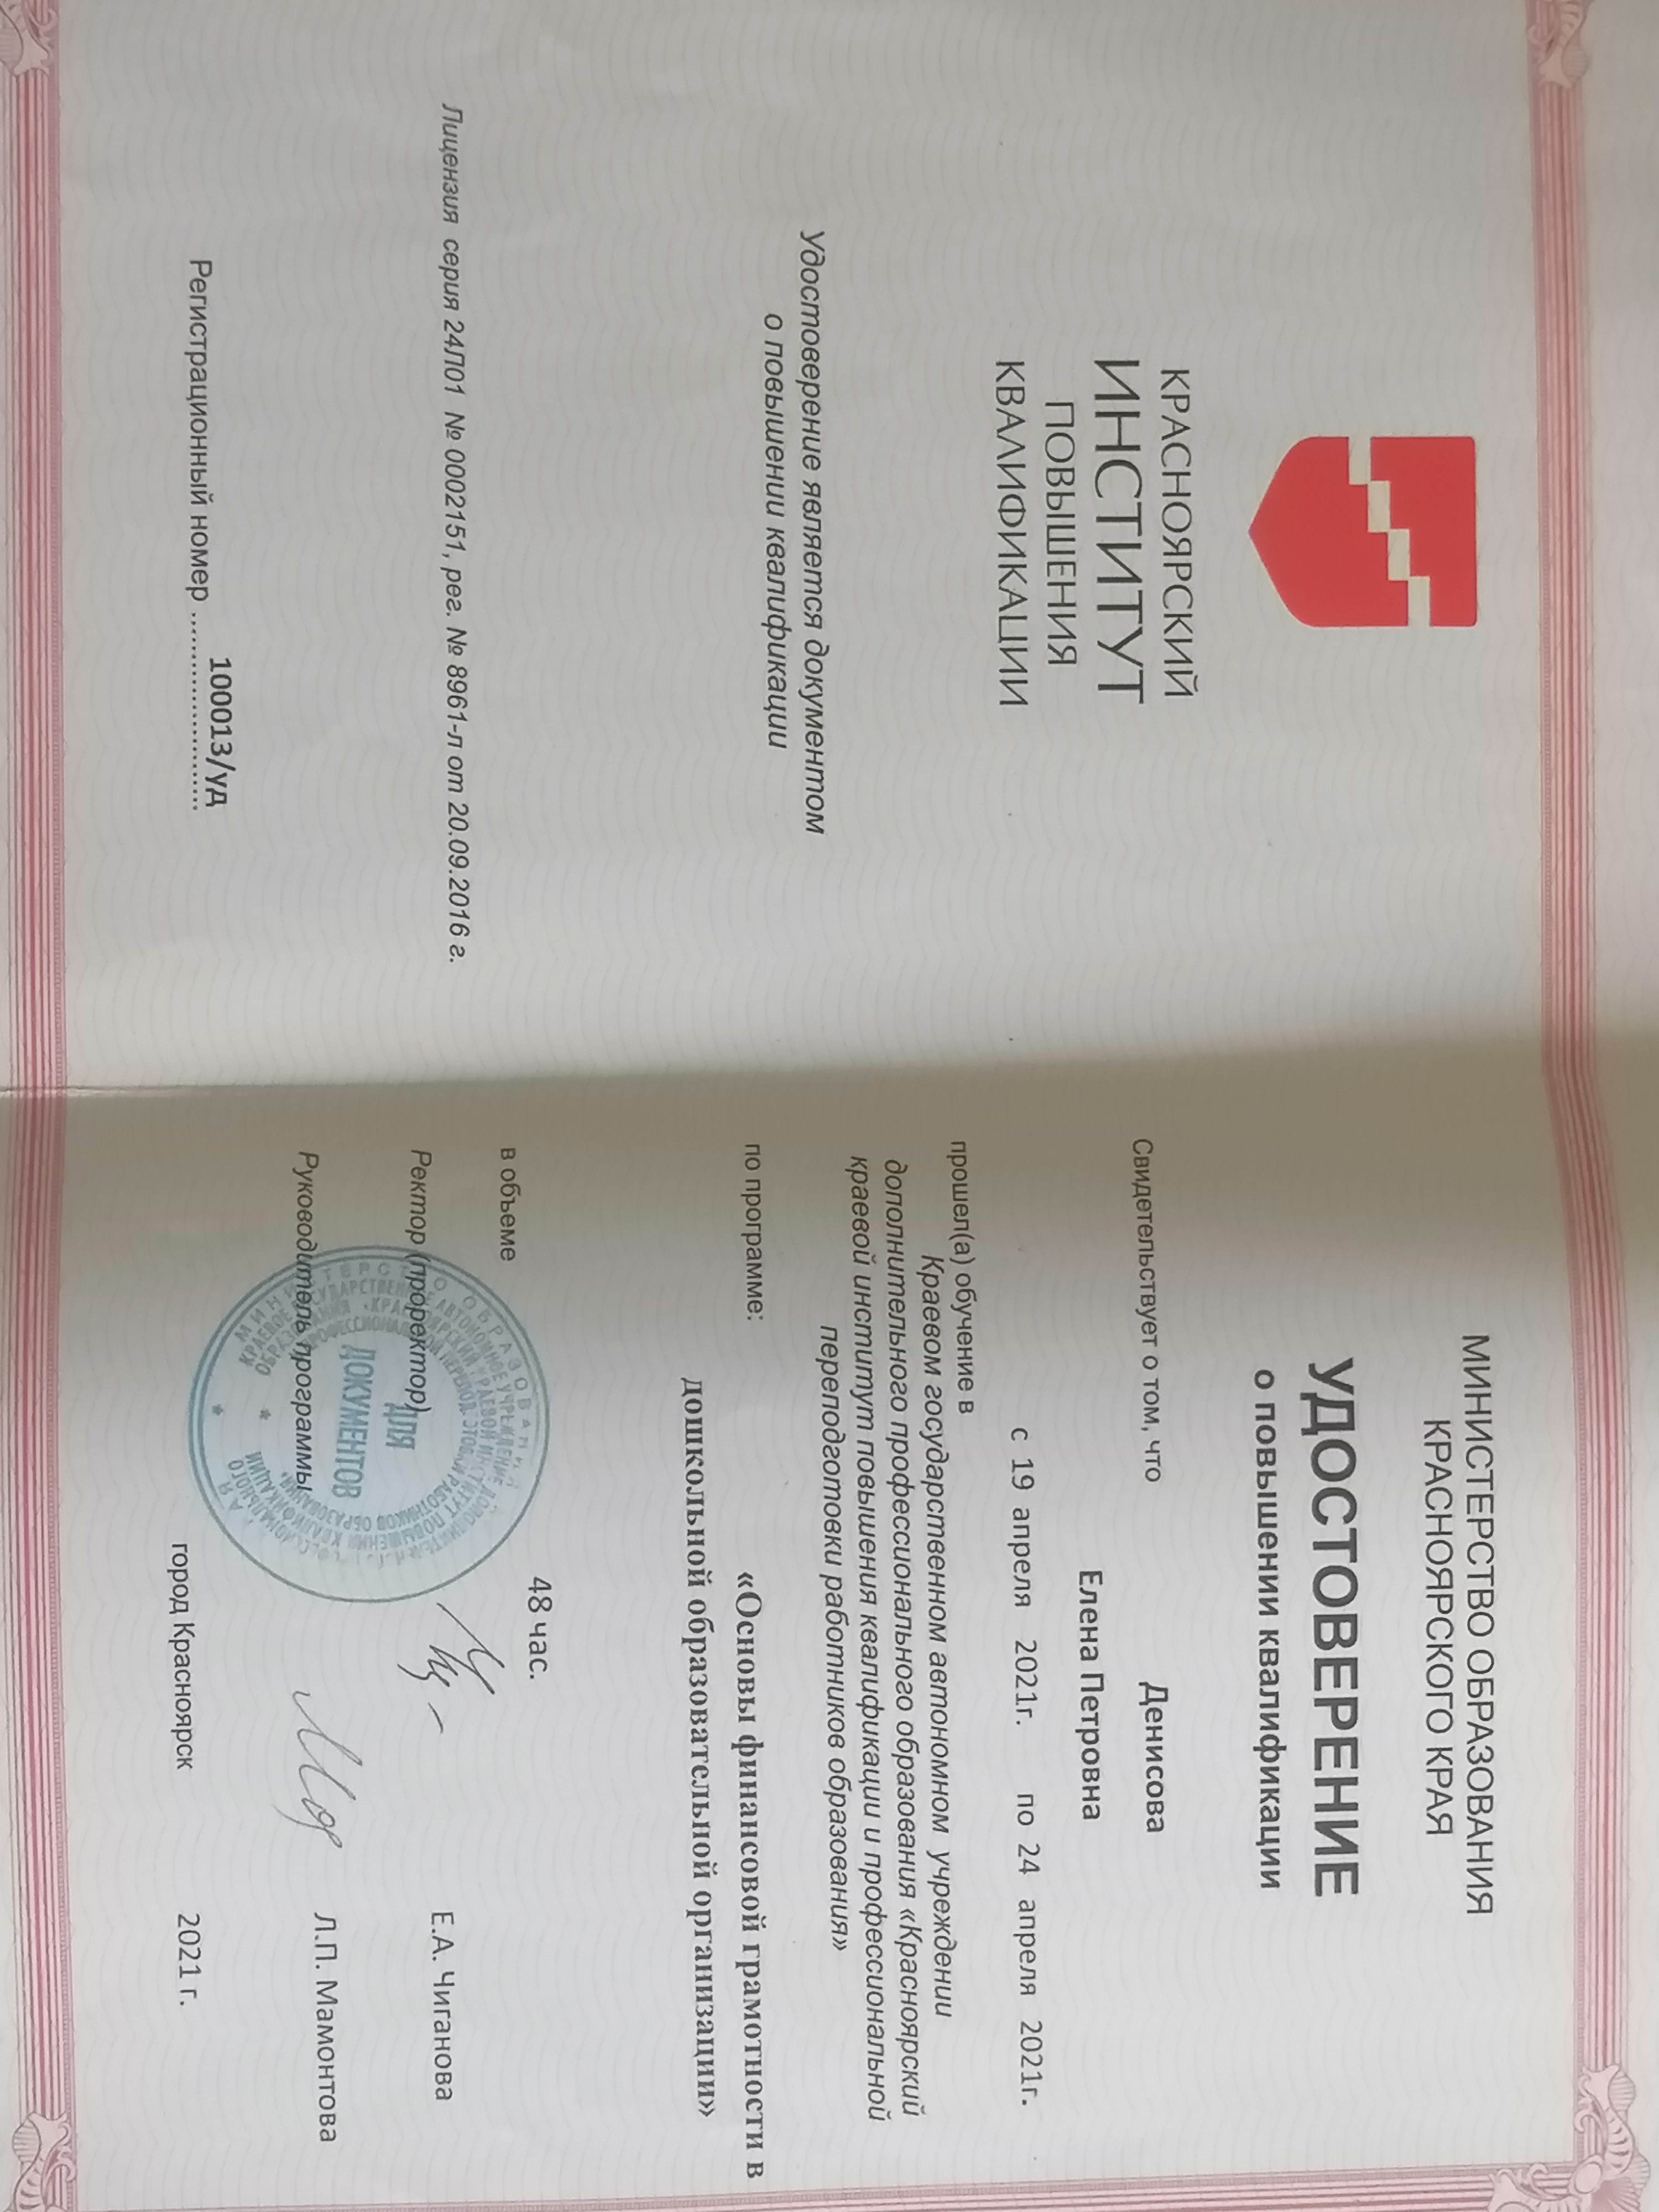 КРАСНОЯРСКИЙ
ИНСТИТУТ
ПОВЫШЕНИЯ
КВАЛИФИКАЦИИ
Удостоверение является документом
о повышении квалификации
Лицензия серия 24Л01 № 0002151, рег. № 8961-л от 20.09.2016 г.
Регистрационный номер 100013/уд
МИНИСТЕРСТВО ОБРАЗОВАНИЯ
КРАСНОЯРСКОГО КРАЯ
УДОСТОВЕРЕНИЕ
о повышении квалификации
Свидетельствует о том, что
Денисова
Елена Петровна
с 19 апреля 2021г. по 24 апреля 2021г.
прошел(а) обучение в
Краевом государственном автономном учреждении
дополнительного профессионального образования «Красноярский
краевой институт повышения квалификации и профессиональной
переподготовки работников образования»
по программе:
«Основы финансовой грамотности в
дошкольной образовательной организации»
в объеме
48 час.
Ректор (проректор)
Е.А. Чиганова
Руководитель программы
Л.П. Мамонтова
ДЛЯ
ДОКУМЕНТОВ
город Красноярск 2021 г.